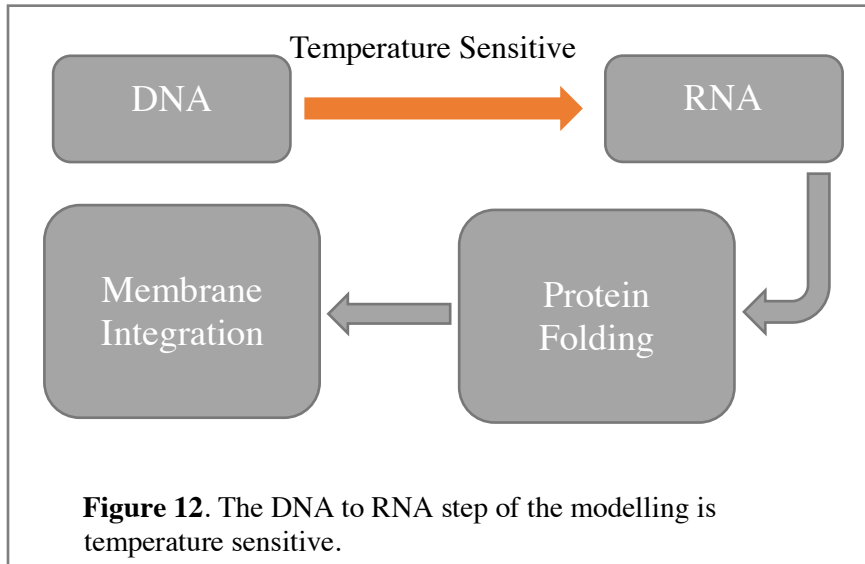 Temperature Sensitive
DNA
RNA
Protein
Folding
Membrane
Integration
Figure 12. The DNA to RNA step of the modelling is
temperature sensitive.